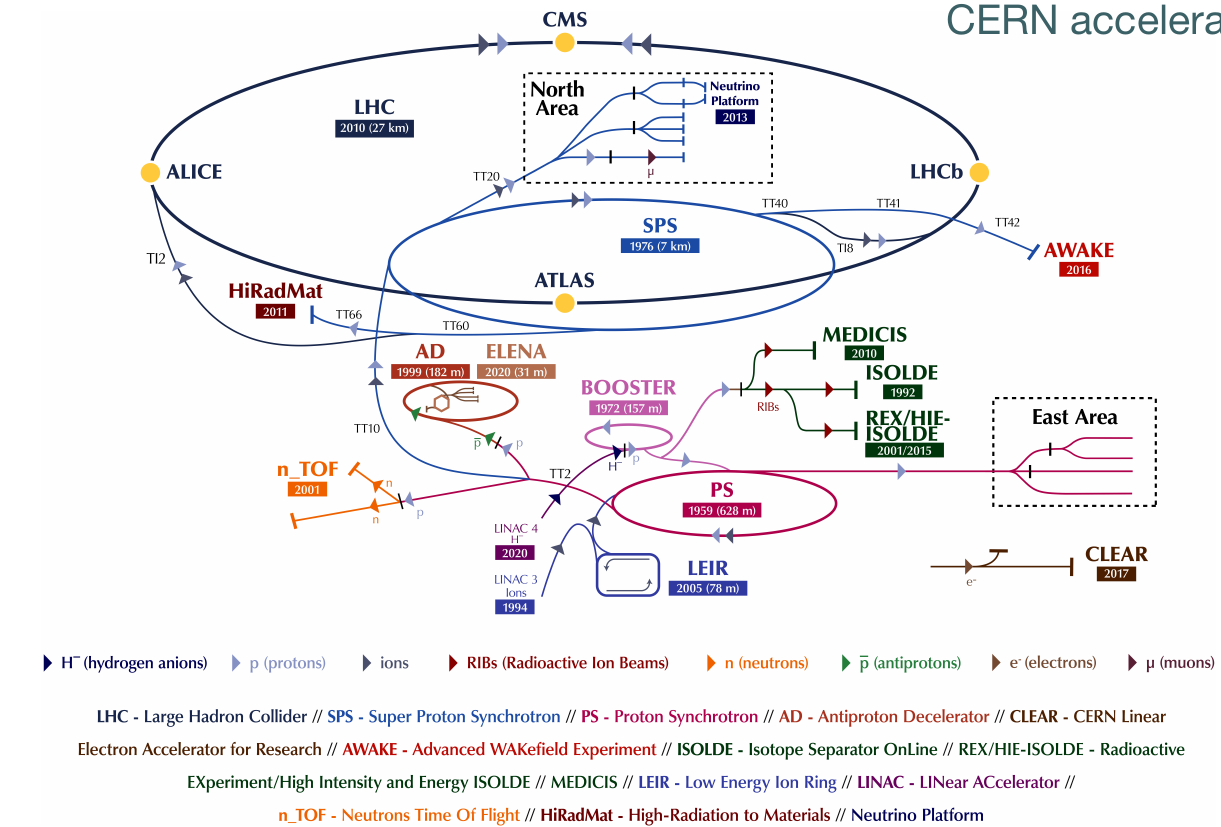 CERN accelera
CMS
North
Area
Neutrino
Platform
2013
LHC
2010 (27 km)
ALICE
LHCb
TT20
μ
SPS
1976 (7 km)
TT40
TT41
TT42
TI8
AWAKE
2016
TI2
ATLAS
HiRadMat
2011
TT66
TT60
AD
1999 (182 m)
ELENA
2020 (31 m)
MEDICIS
2010
ISOLDE
1992
RIBs
REX/HIE-
ISOLDE
2001/2015
BOOSTER
1972 (157 m)
East Area
TT10
p̅
p
H⁻
p
n_TOF
2001
n
n
p
TT2
PS
1959 (628 m)
LINAC 4
H⁻
2020
LINAC 3
Ions
1994
LEIR
2005 (78 m)
CLEAR
2017
e⁻
H⁻ (hydrogen anions) p (protons) ions RIBs (Radioactive Ion Beams) n (neutrons) p̅ (antiprotons) e⁻ (electrons) μ (muons)
LHC - Large Hadron Collider // SPS - Super Proton Synchrotron // PS - Proton Synchrotron // AD - Antiproton Decelerator // CLEAR - CERN Linear
Electron Accelerator for Research // AWAKE - Advanced WAKefield Experiment // ISOLDE - Isotope Separator OnLine // REX/HIE-ISOLDE - Radioactive
EXperiment/High Intensity and Energy ISOLDE // MEDICIS // LEIR - Low Energy Ion Ring // LINAC - LINear ACcelerator //
n_TOF - Neutrons Time Of Flight // HiRadMat - High-Radiation to Materials // Neutrino Platform